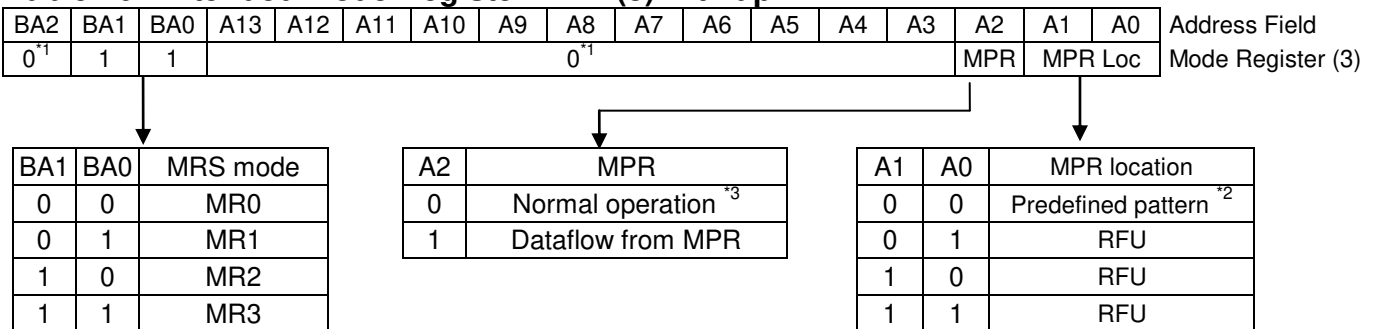 BA2 BA1 BA0 A13 A12 A11 A10 A9 A8 A7 A6 A5 A4 A3 A2 A1 A0 Address Field
0*1 1 1 0*1 MPR MPR Loc Mode Register (3)
BA1 BA0 MRS mode
0 0 MR0
0 1 MR1
1 0 MR2
1 1 MR3
A2 MPR
0 Normal operation *3
1 Dataflow from MPR
A1 A0 MPR location
0 0 Predefined pattern *2
0 1 RFU
1 0 RFU
1 1 RFU